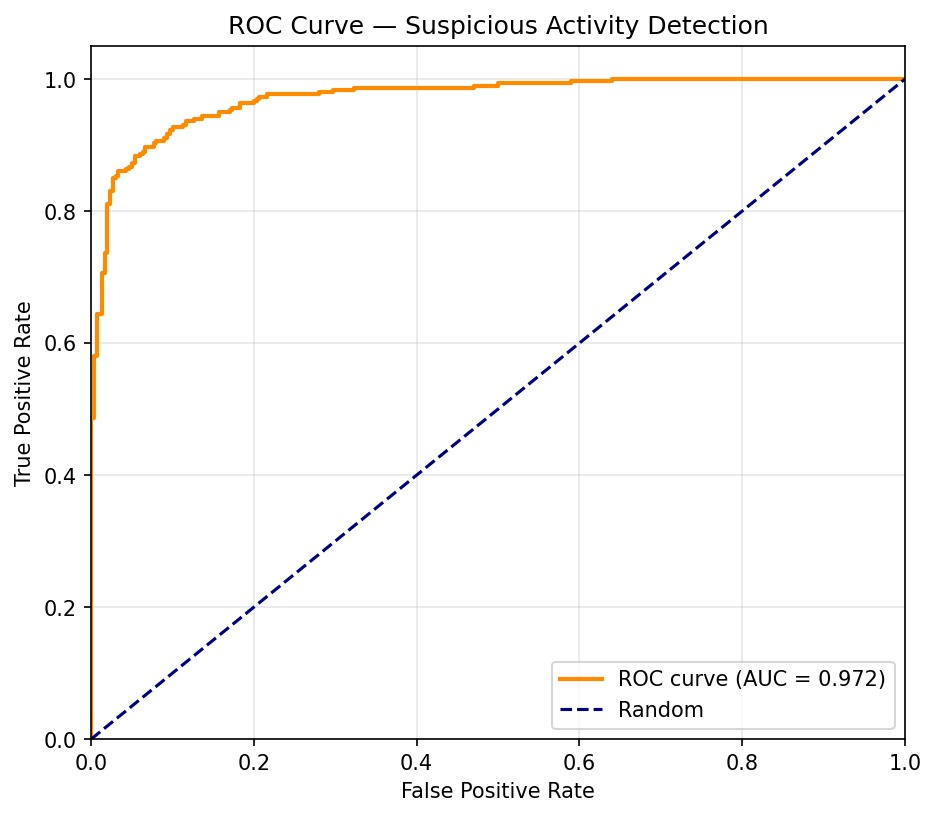 ROC Curve — Suspicious Activity Detection
True Positive Rate
1.0
0.8
0.6
0.4
0.2
0.0
0.0 0.2 0.4 0.6 0.8 1.0
False Positive Rate
ROC curve (AUC = 0.972)
Random